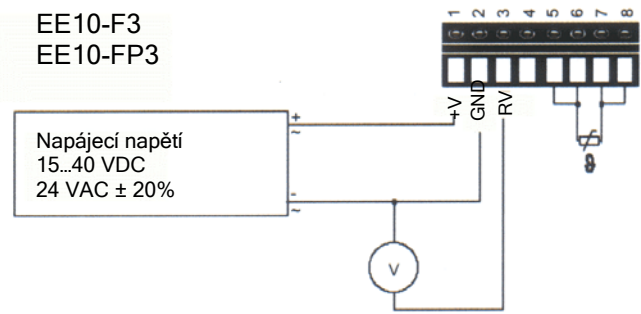 EE10-F3
EE10-FP3
1 2 3 4 5 6 7 8
+V GND RV
Napájecí napětí
15...40 VDC
24 VAC ± 20%
+
~
-
~
V
ϑ